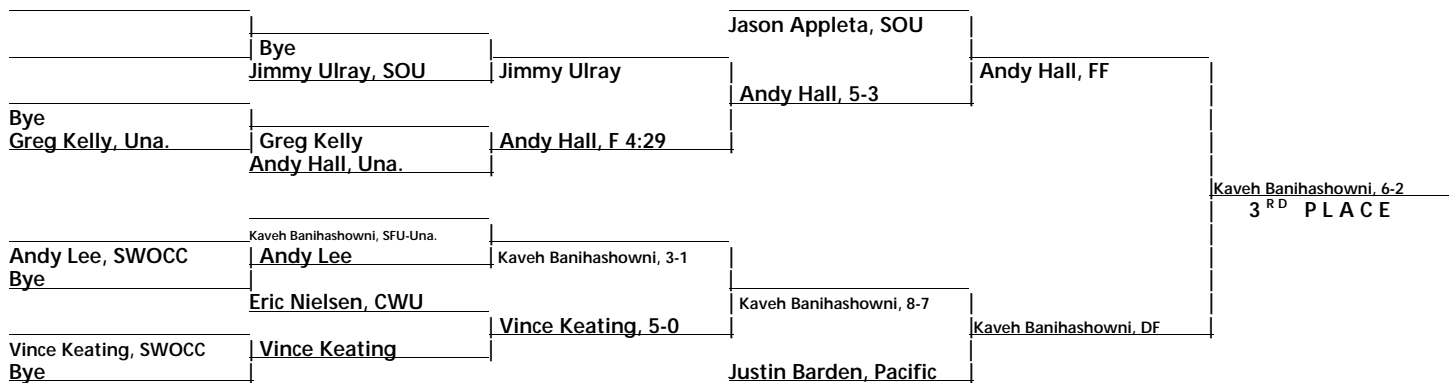 Jason Appleta, SOU
Bye
Jimmy Ulray, SOU
Jimmy Ulray
Andy Hall, FF
Andy Hall, 5-3
Bye
Greg Kelly, Una.
Greg Kelly
Andy Hall, F 4:29
Andy Hall, Una.
Kaveh Banihashowni, 6-2
3RD PLACE
Kaveh Banihashowni, SFU-Una.
Andy Lee, SWOCC
Andy Lee
Kaveh Banihashowni, 3-1
Bye
Eric Nielsen, CWU
Kaveh Banihashowni, 8-7
Vince Keating, 5-0
Kaveh Banihashowni, DF
Vince Keating, SWOCC
Vince Keating
Bye
Justin Barden, Pacific